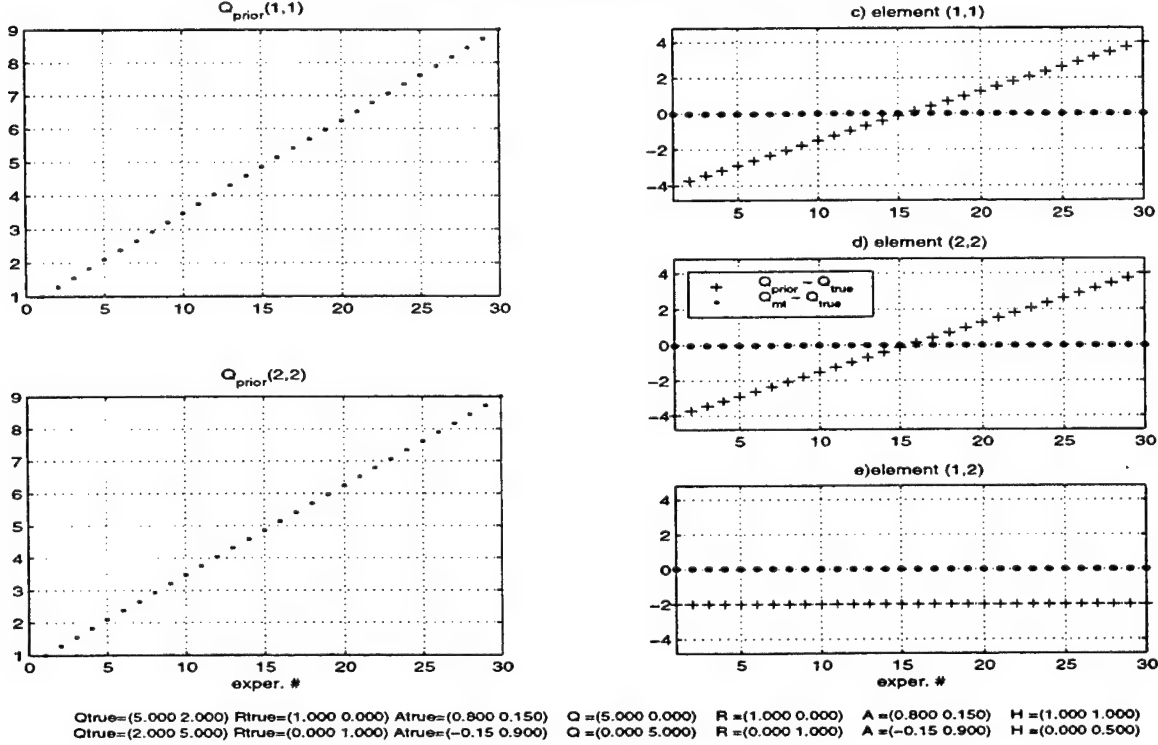 Q_prior(1,1)
9
8
7
6
5
4
3
2
1
0 5 10 15 20 25 30
Q_prior(2,2)
9
8
7
6
5
4
3
2
1
0 5 10 15 20 25 30
exper. #
c) element (1,1)
4
2
0
−2
−4
5 10 15 20 25 30
d) element (2,2)
4
2
0
−2
−4
+ Q_prior − Q_true
• Q_ml − Q_true
5 10 15 20 25 30
e)element (1,2)
4
2
0
−2
−4
5 10 15 20 25 30
exper. #
Qtrue=(5.000 2.000) Rtrue=(1.000 0.000) Atrue=(0.800 0.150) Q =(5.000 0.000) R =(1.000 0.000) A =(0.800 0.150) H =(1.000 1.000)
Qtrue=(2.000 5.000) Rtrue=(0.000 1.000) Atrue=(−0.15 0.900) Q =(0.000 5.000) R =(0.000 1.000) A =(−0.15 0.900) H =(0.000 0.500)